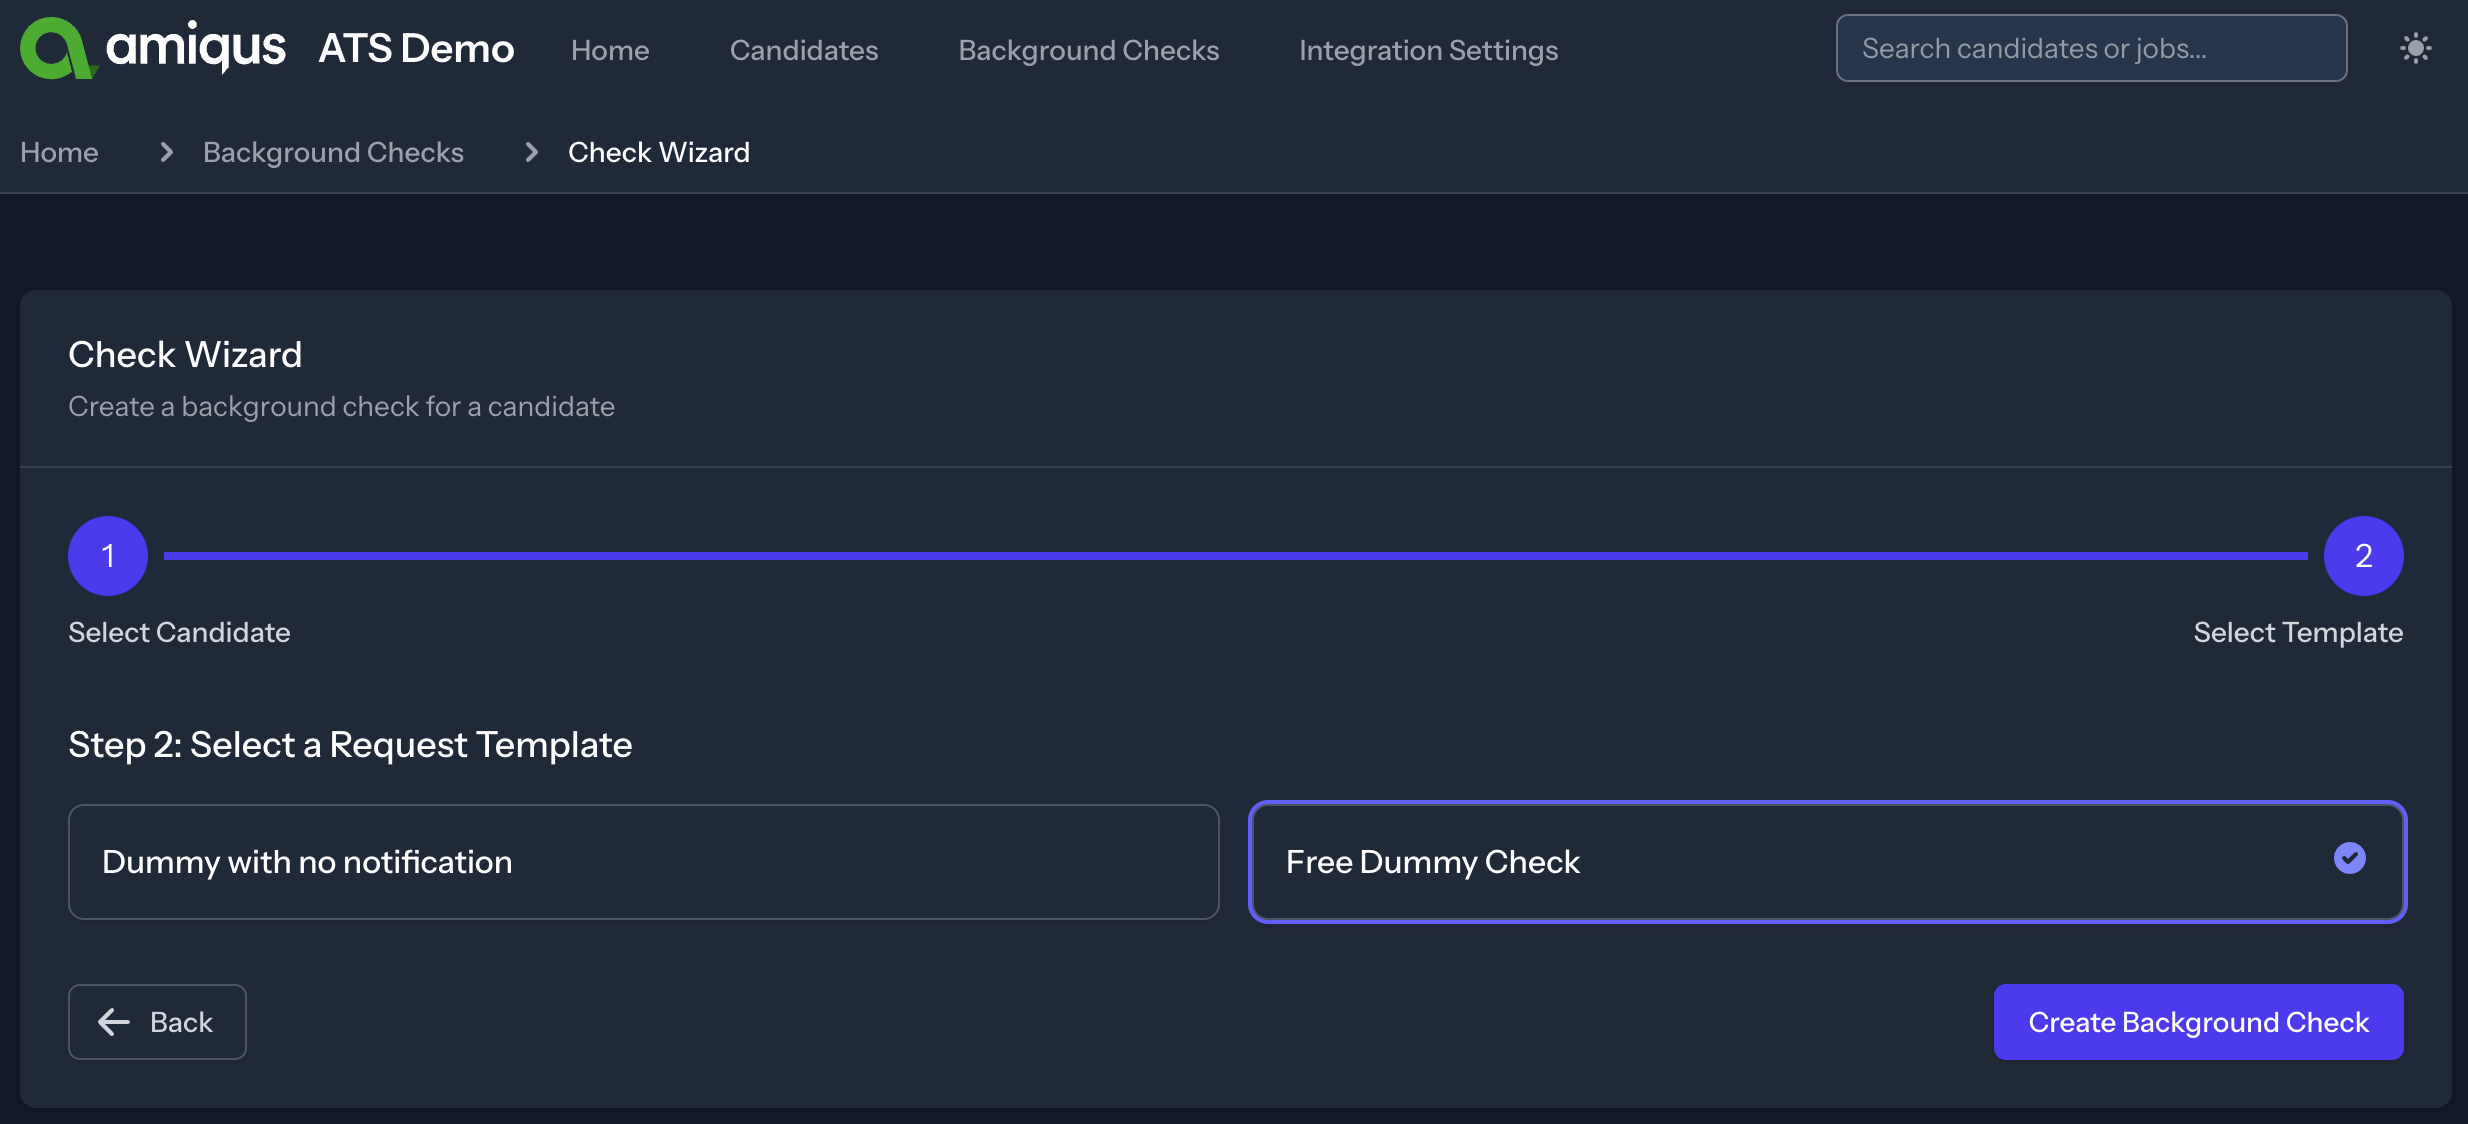 amiqus ATS Demo Home Candidates Background Checks Integration Settings Search candidates or jobs...
Home Background Checks Check Wizard
Check Wizard
Create a background check for a candidate
1 2
Select Candidate Select Template
Step 2: Select a Request Template
Dummy with no notification Free Dummy Check
Back Create Background Check